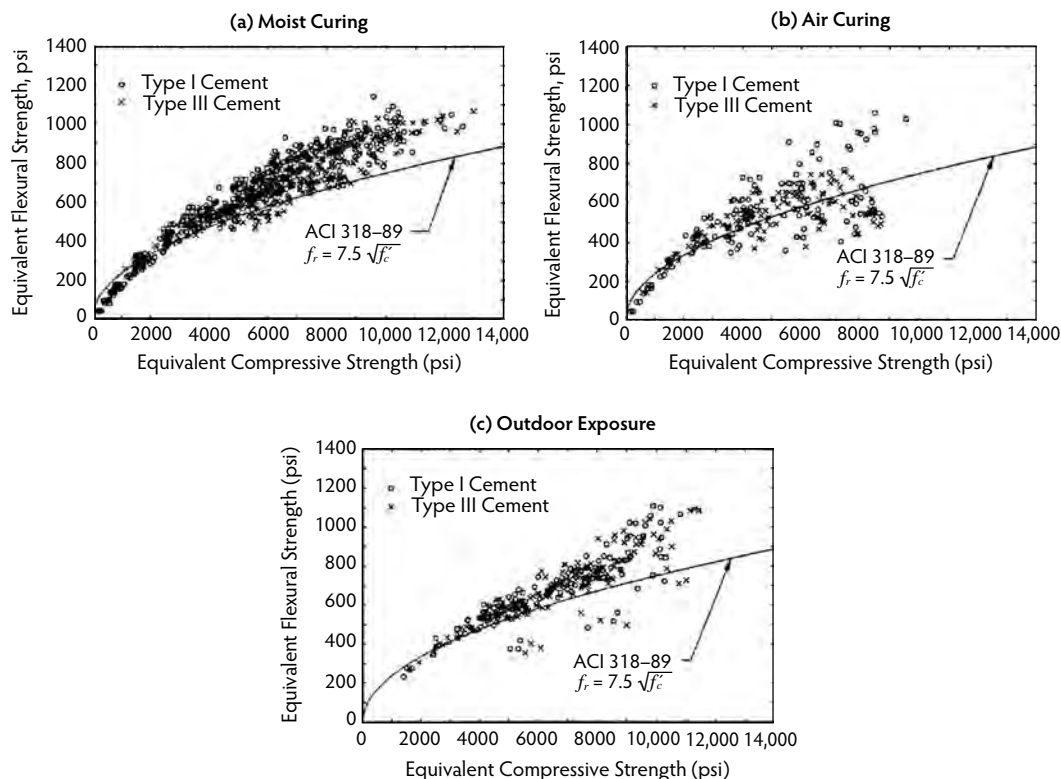 (a) Moist Curing
Equivalent Flexural Strength, psi
1400
1200
1000
800
600
400
200
0
Type I Cement
Type III Cement
ACI 318–89
f_r = 7.5 √f′_c
0 2000 4000 6000 8000 10,000 12,000 14,000
Equivalent Compressive Strength (psi)
(b) Air Curing
Equivalent Flexural Strength, psi
1400
1200
1000
800
600
400
200
0
Type I Cement
Type III Cement
ACI 318–89
f_r = 7.5 √f′_c
0 2000 4000 6000 8000 10,000 12,000 14,000
Equivalent Compressive Strength (psi)
(c) Outdoor Exposure
Equivalent Flexural Strength (psi)
1400
1200
1000
800
600
400
200
0
Type I Cement
Type III Cement
ACI 318–89
f_r = 7.5 √f′_c
0 2000 4000 6000 8000 10,000 12,000 14,000
Equivalent Compressive Strength (psi)